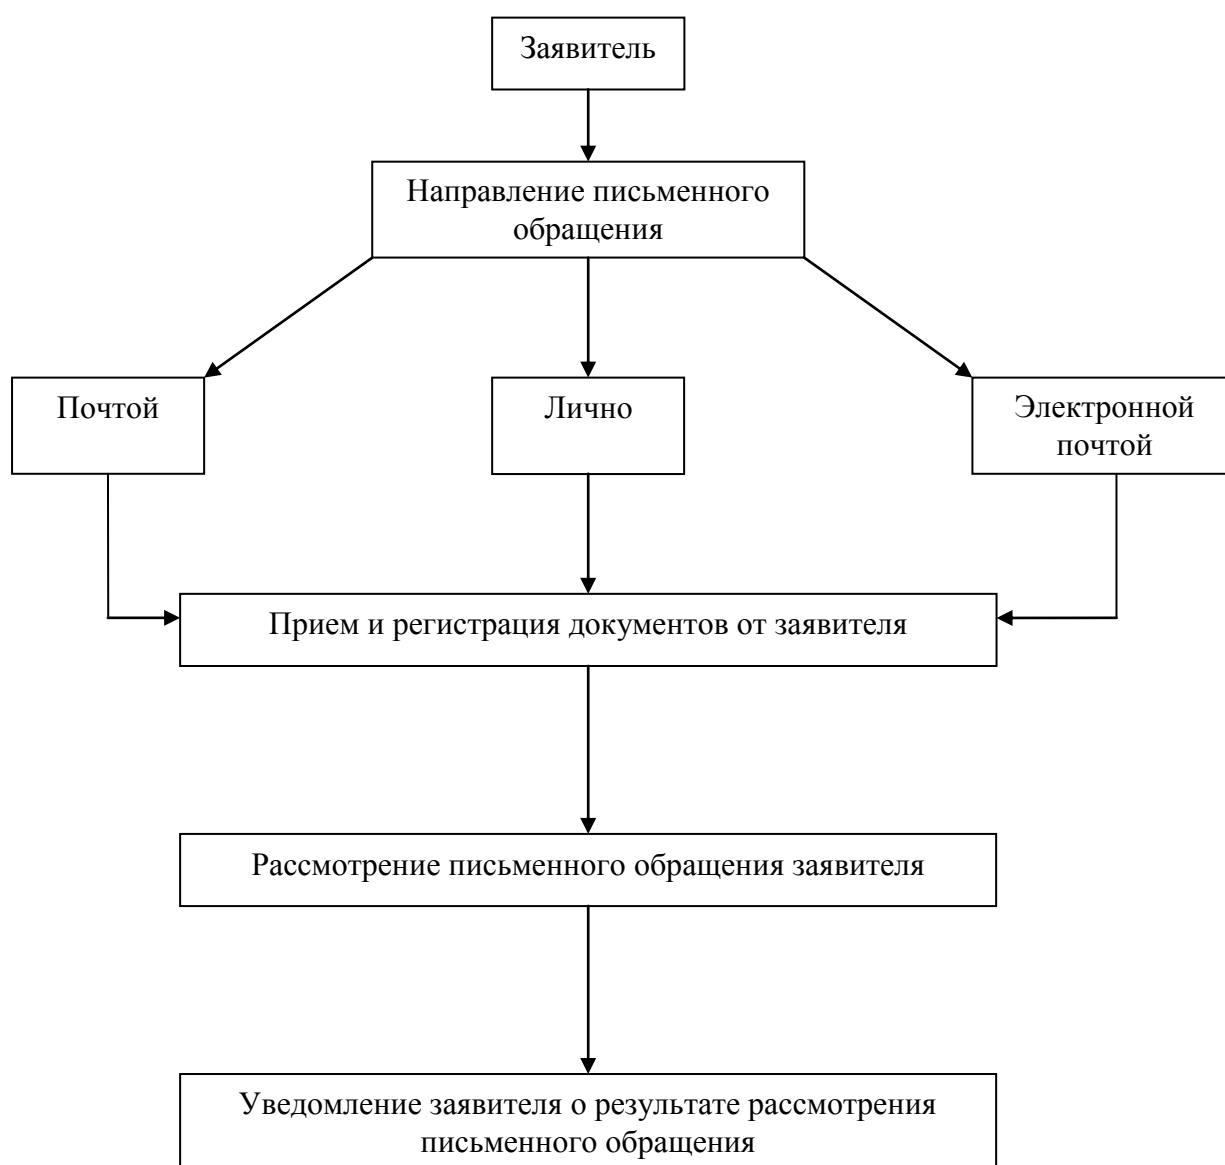 Заявитель
Направление письменного
обращения
Почтой
Лично
Электронной
почтой
Прием и регистрация документов от заявителя
Рассмотрение письменного обращения заявителя
Уведомление заявителя о результате рассмотрения
письменного обращения